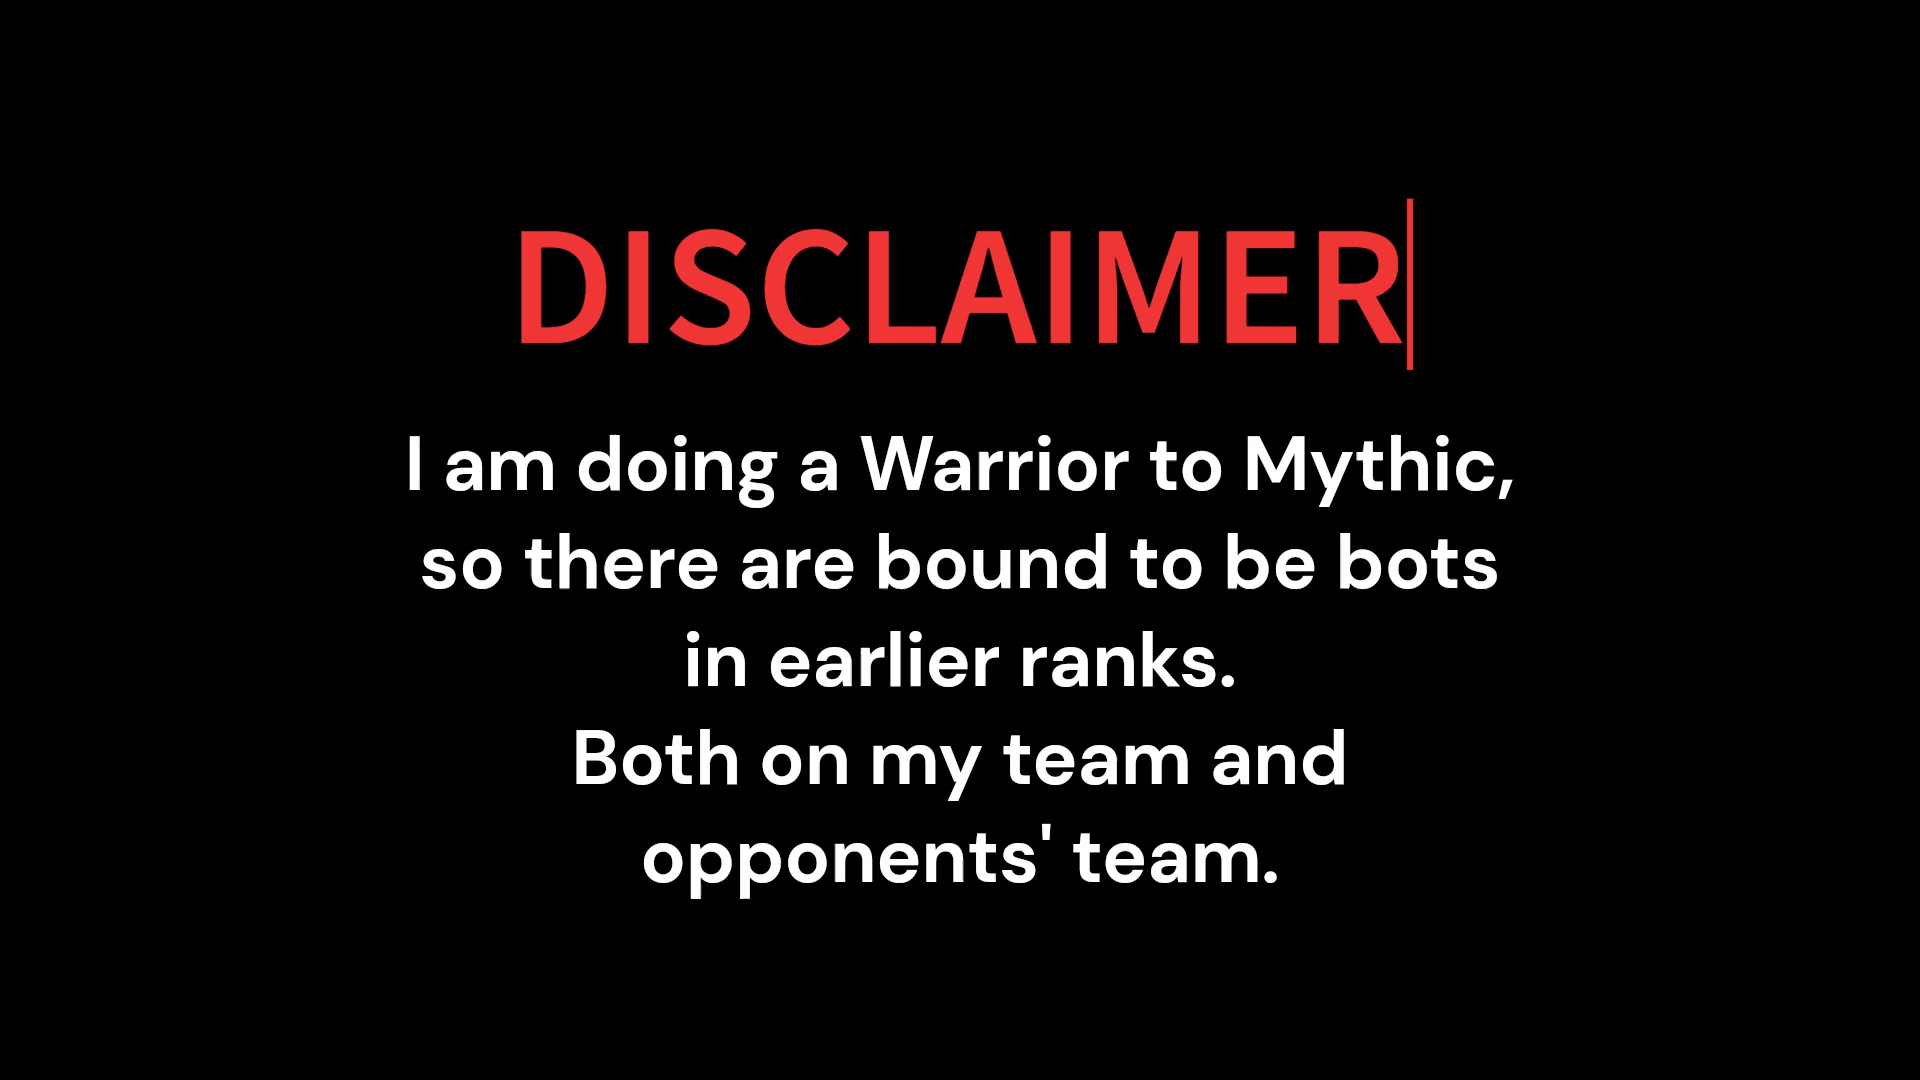 DISCLAIMER
I am doing a Warrior to Mythic,
so there are bound to be bots
in earlier ranks.
Both on my team and
opponents' team.